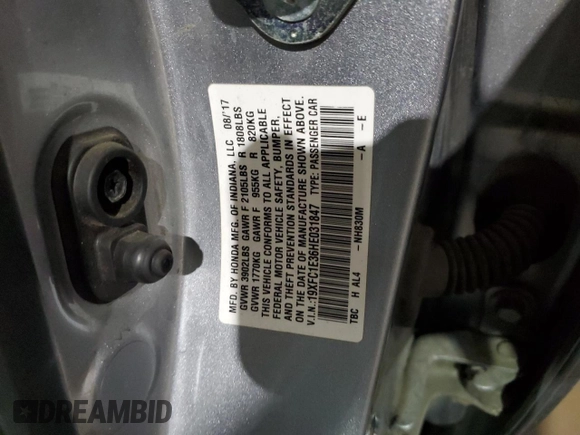 MFD. BY HONDA MFG. OF INDIANA, LLC 08/'17
GVWR 3902LBS GAWR F 2105LBS R 1808LBS
GVWR 1770KG GAWR F 955KG R 820KG
THIS VEHICLE CONFORMS TO ALL APPLICABLE
FEDERAL MOTOR VEHICLE SAFETY, BUMPER,
AND THEFT PREVENTION STANDARDS IN EFFECT
ON THE DATE OF MANUFACTURE SHOWN ABOVE.
V.I.N.:19XFC1E36HE031847 TYPE: PASSENGER CAR
TBC H AL4 -NH830M -A -E
DREAMBID